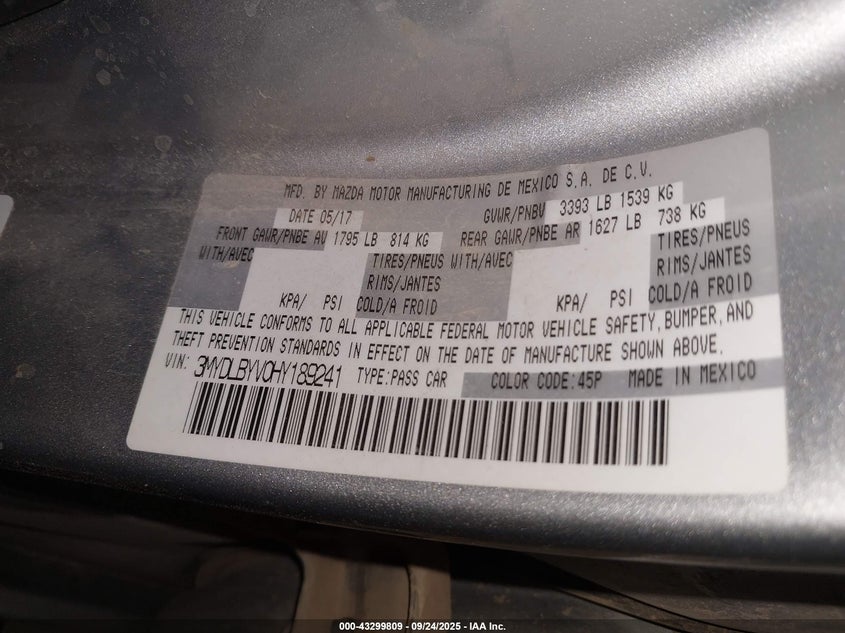 MFD. BY MAZDA MOTOR MANUFACTURING DE MEXICO S.A. DE C.V.
DATE 05/17 GVWR/PNBV 3393 LB 1539 KG
FRONT GAWR/PNBE AV 1795 LB 814 KG REAR GAWR/PNBE AR 1627 LB 738 KG
WITH/AVEC TIRES/PNEUS WITH/AVEC TIRES/PNEUS
RIMS/JANTES RIMS/JANTES
KPA/ PSI COLD/A FROID KPA/ PSI COLD/A FROID
THIS VEHICLE CONFORMS TO ALL APPLICABLE FEDERAL MOTOR VEHICLE SAFETY, BUMPER, AND
THEFT PREVENTION STANDARDS IN EFFECT ON THE DATE OF MANUFACTURE SHOWN ABOVE.
VIN: 3MYDLBYV0HY189241 TYPE:PASS CAR COLOR CODE:45P MADE IN MEXICO
000-43299809 - 09/24/2025 - IAA Inc.